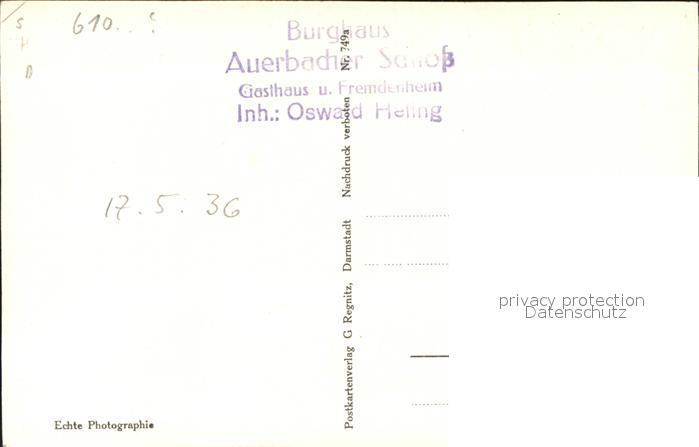 S
610..?
H
D
Burghaus
Auerbacher Schloß
Gasthaus u. Fremdenheim
Inh.: Oswald Helling
17.5.36
Postkartenverlag G Regnitz, Darmstadt Nachdruck verboten Nr. 749a
privacy protection
Datenschutz
Echte Photographie